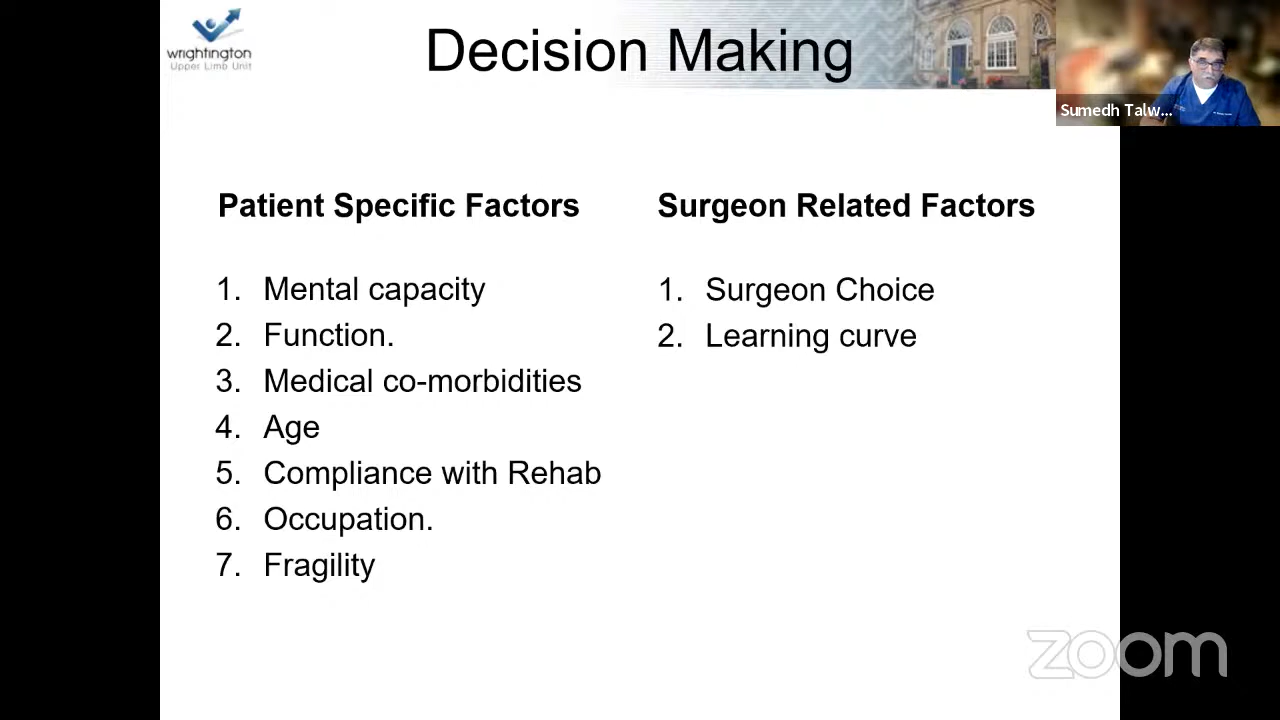 wrightington
Upper Limb Unit
Decision Making
Sumedh Talw...
Patient Specific Factors
1. Mental capacity
2. Function.
3. Medical co-morbidities
4. Age
5. Compliance with Rehab
6. Occupation.
7. Fragility
Surgeon Related Factors
1. Surgeon Choice
2. Learning curve
zoom